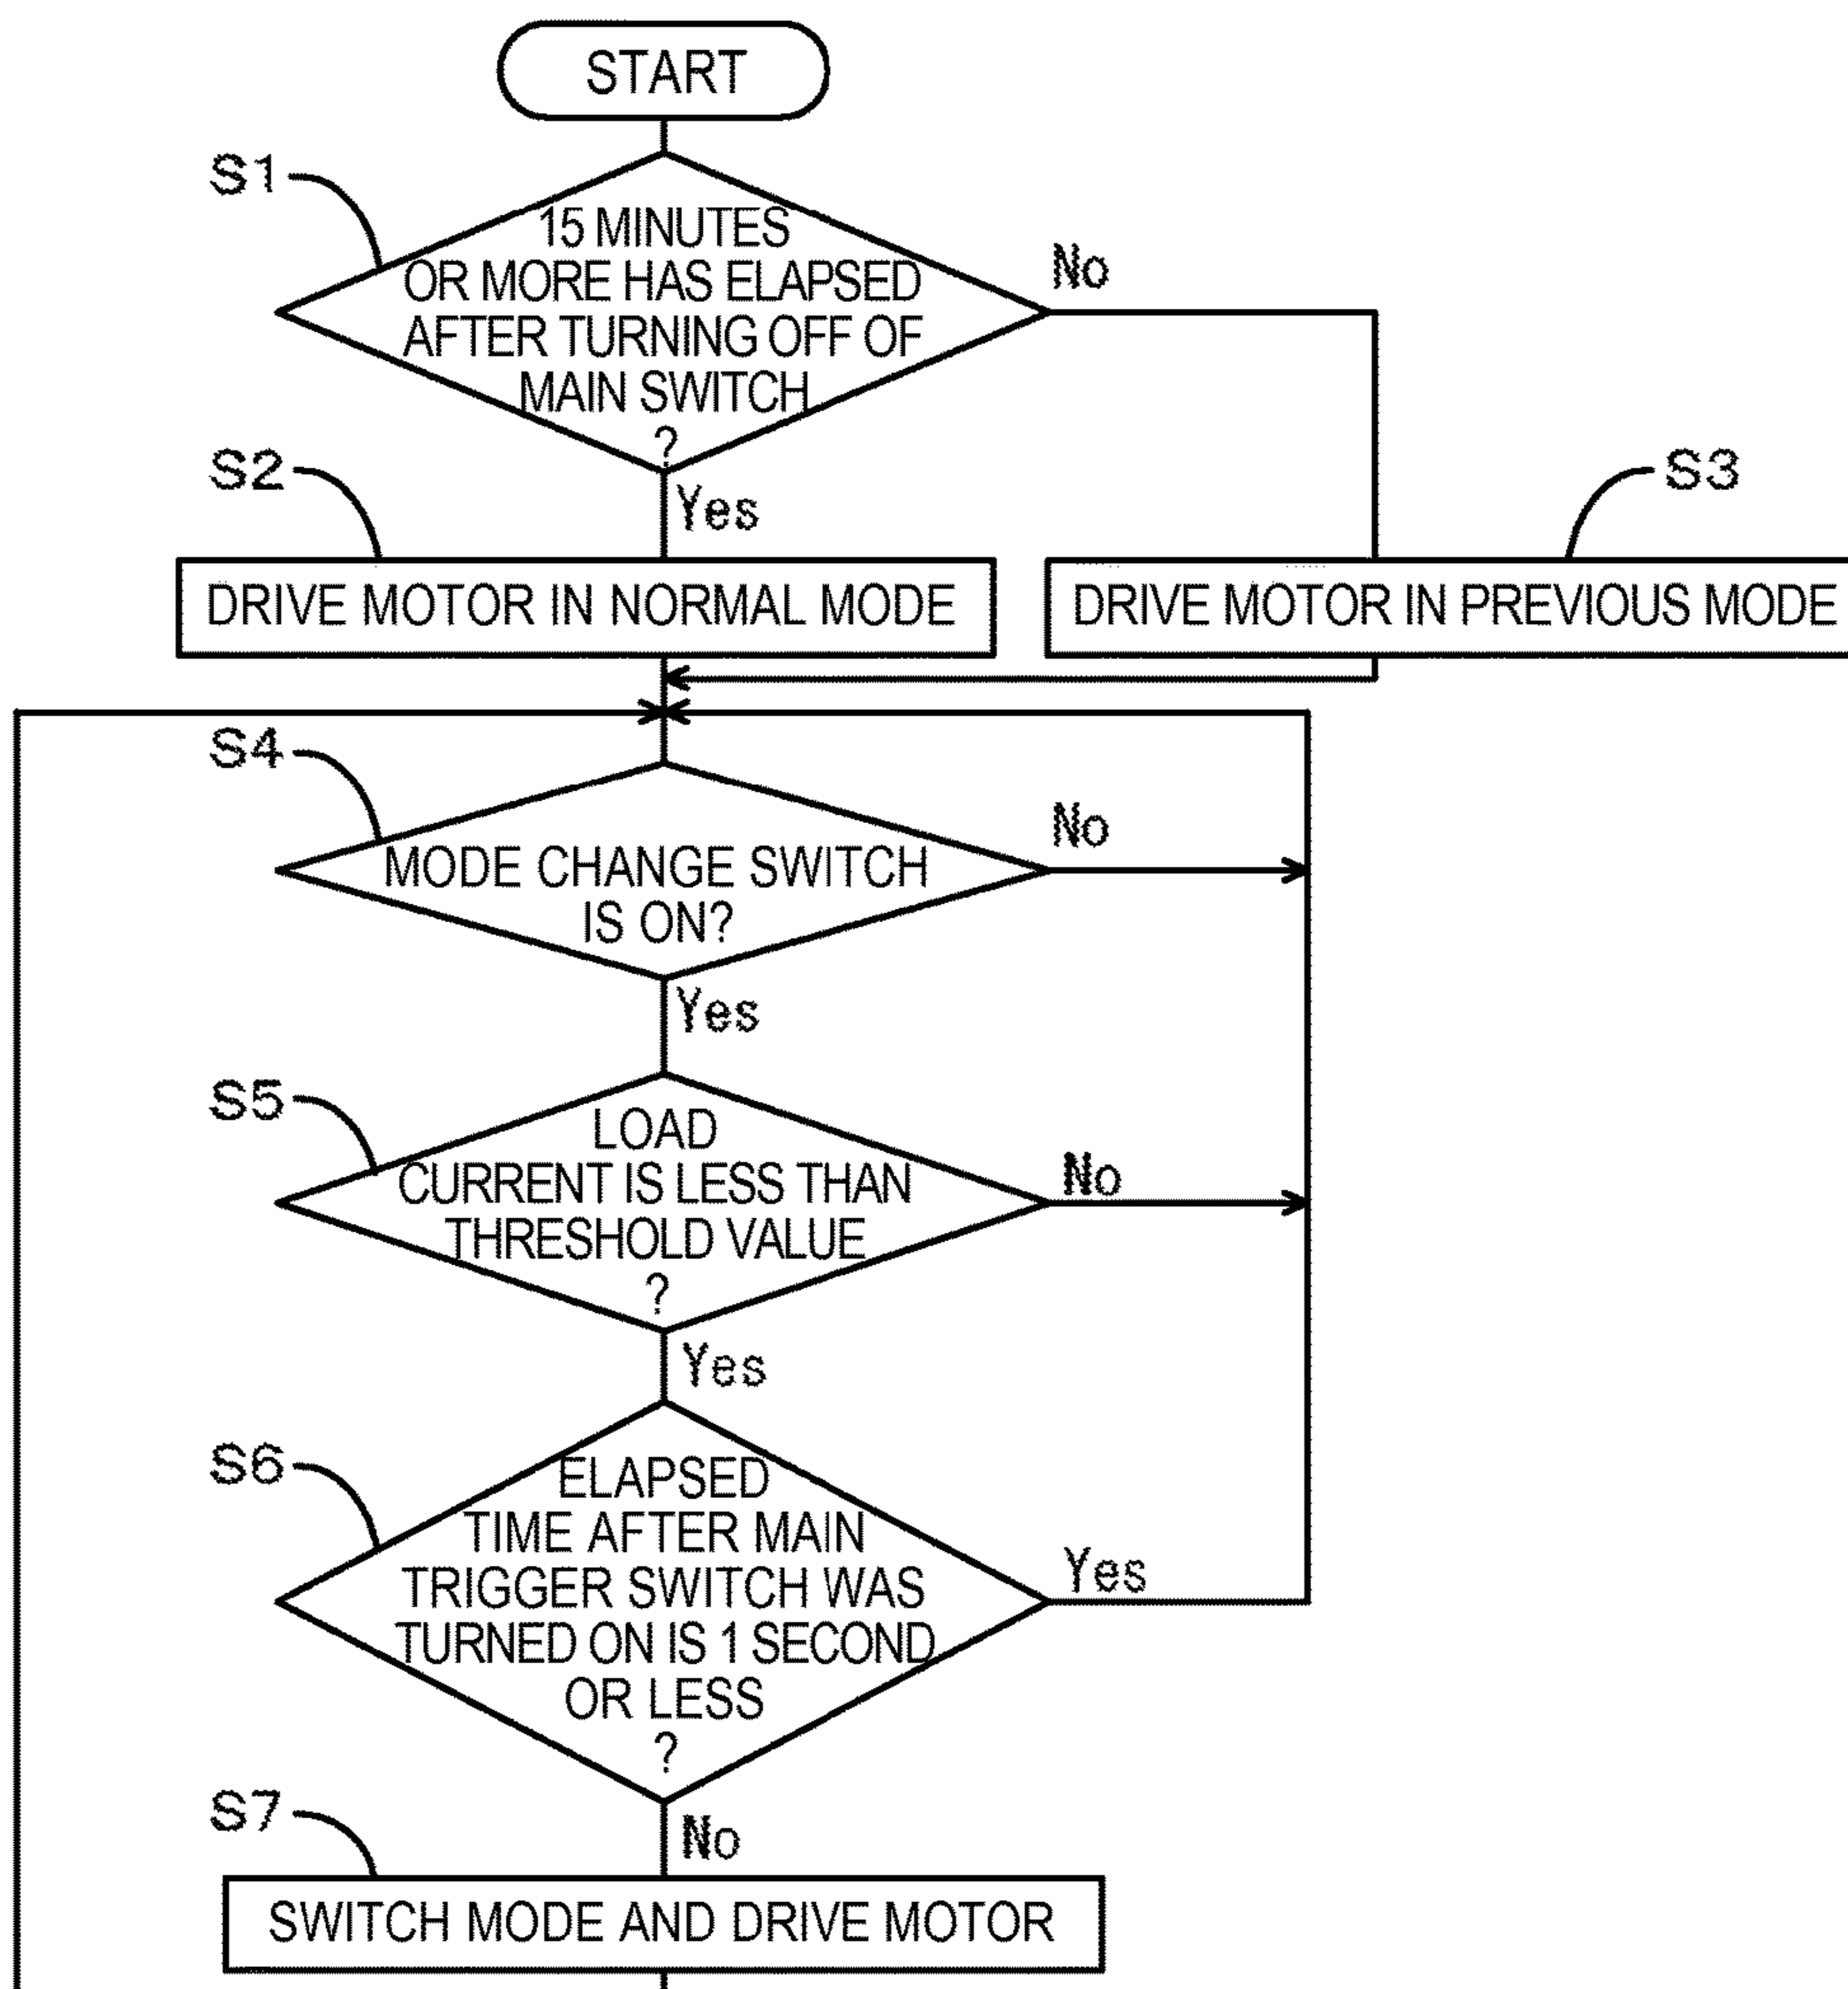 START
S1
15 MINUTES
OR MORE HAS ELAPSED
AFTER TURNING OFF OF
MAIN SWITCH
?
No
Yes
S2
DRIVE MOTOR IN NORMAL MODE
S3
DRIVE MOTOR IN PREVIOUS MODE
S4
MODE CHANGE SWITCH
IS ON?
No
Yes
S5
LOAD
CURRENT IS LESS THAN
THRESHOLD VALUE
?
No
Yes
S6
ELAPSED
TIME AFTER MAIN
TRIGGER SWITCH WAS
TURNED ON IS 1 SECOND
OR LESS
?
Yes
No
S7
SWITCH MODE AND DRIVE MOTOR